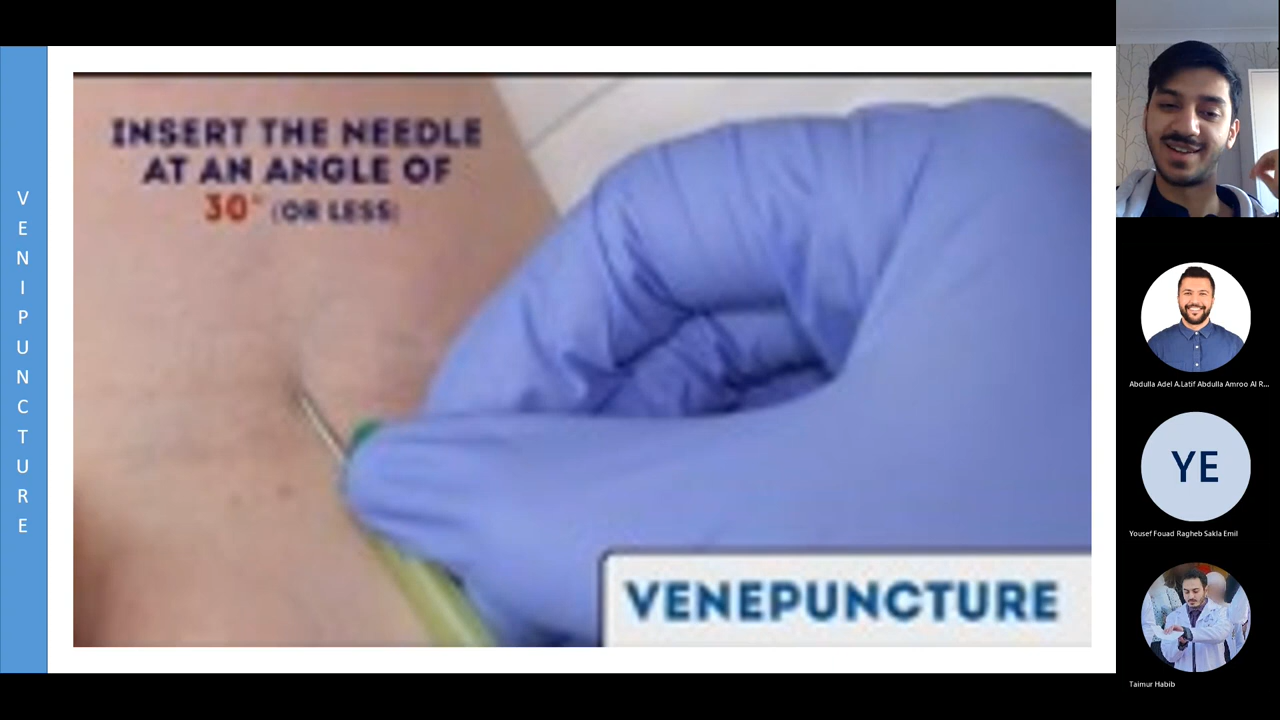 VENIPUNCTURE
INSERT THE NEEDLE
AT AN ANGLE OF
30° (OR LESS)
VENEPUNCTURE
Abdulla Adel A.Latif Abdulla Amroo Al R...
YE
Yousef Fouad Ragheb Sakla Emil
Taimur Habib